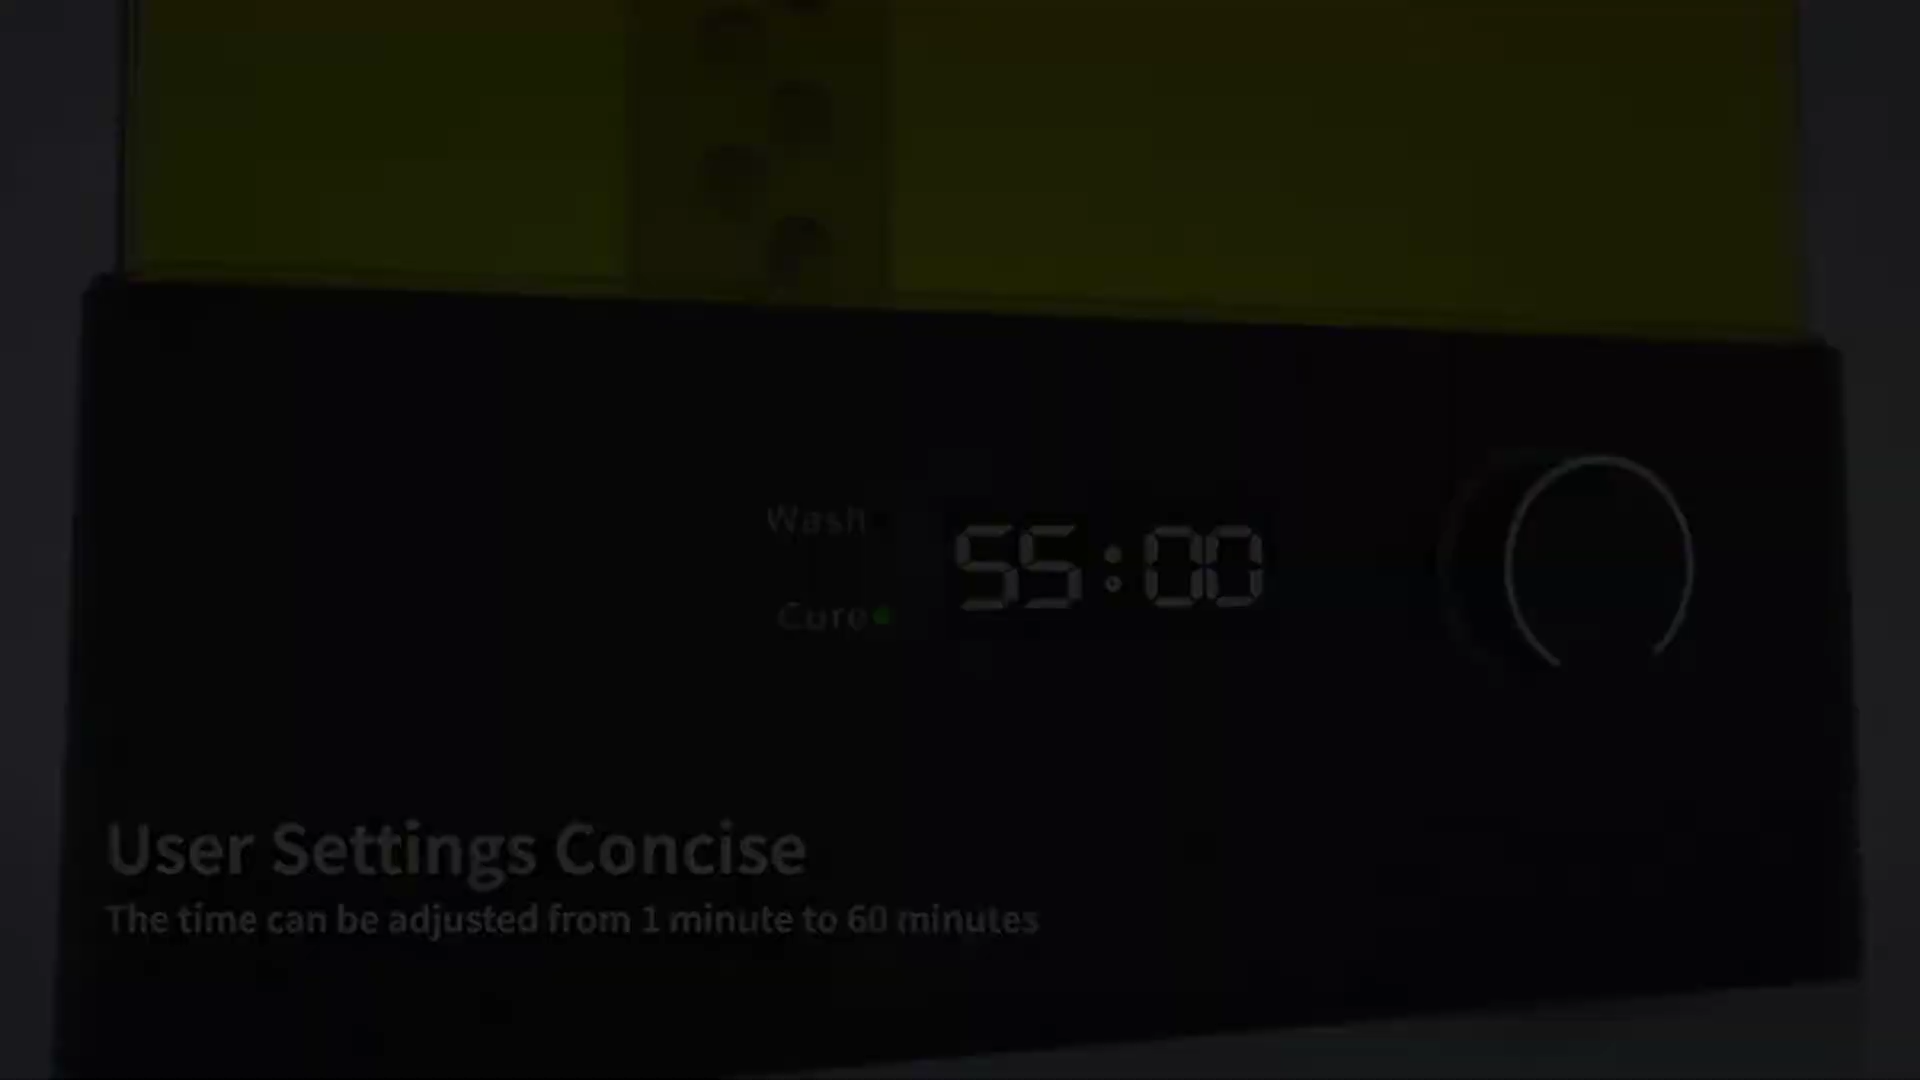 Wash
55:00
Cure
User Settings Concise
The time can be adjusted from 1 minute to 60 minutes